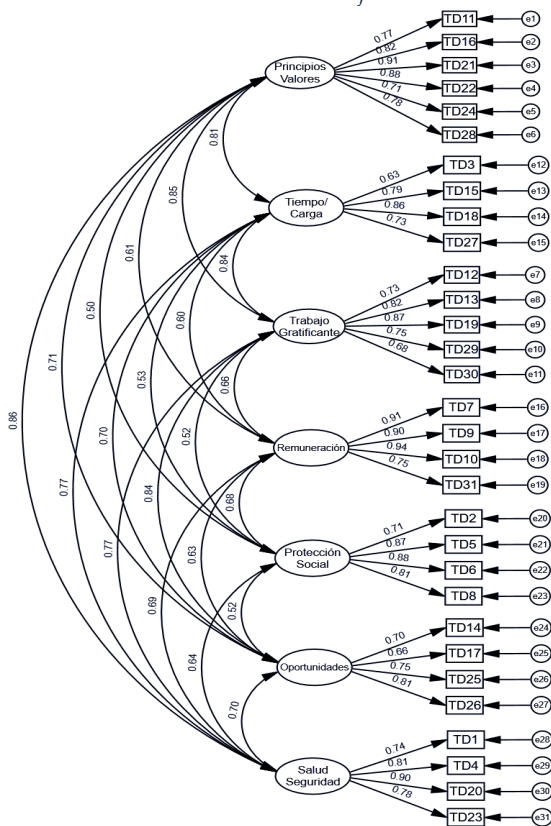 0.77 TD11 e1
0.82 TD16 e2
0.91 TD21 e3
0.88 TD22 e4
0.71 TD24 e5
0.78 TD28 e6
Principios
Valores
0.81
0.63 TD3 e12
0.79 TD15 e13
0.86 TD18 e14
0.73 TD27 e15
Tiempo/
Carga
0.85
0.84
0.61
0.73 TD12 e7
0.82 TD13 e8
0.87 TD19 e9
0.75 TD29 e10
0.68 TD30 e11
Trabajo
Gratificante
0.50
0.60
0.71
0.53
0.66
0.86
0.91 TD7 e16
0.90 TD9 e17
0.94 TD10 e18
0.75 TD31 e19
Remuneración
0.70
0.52
0.77
0.84
0.68
0.71 TD2 e20
0.87 TD5 e21
0.88 TD6 e22
0.81 TD8 e23
Protección
Social
0.77
0.63
0.69
0.52
0.70 TD14 e24
0.66 TD17 e25
0.75 TD25 e26
0.81 TD26 e27
Oportunidades
0.64
0.70
0.74 TD1 e28
0.81 TD4 e29
0.90 TD20 e30
0.78 TD23 e31
Salud
Seguridad